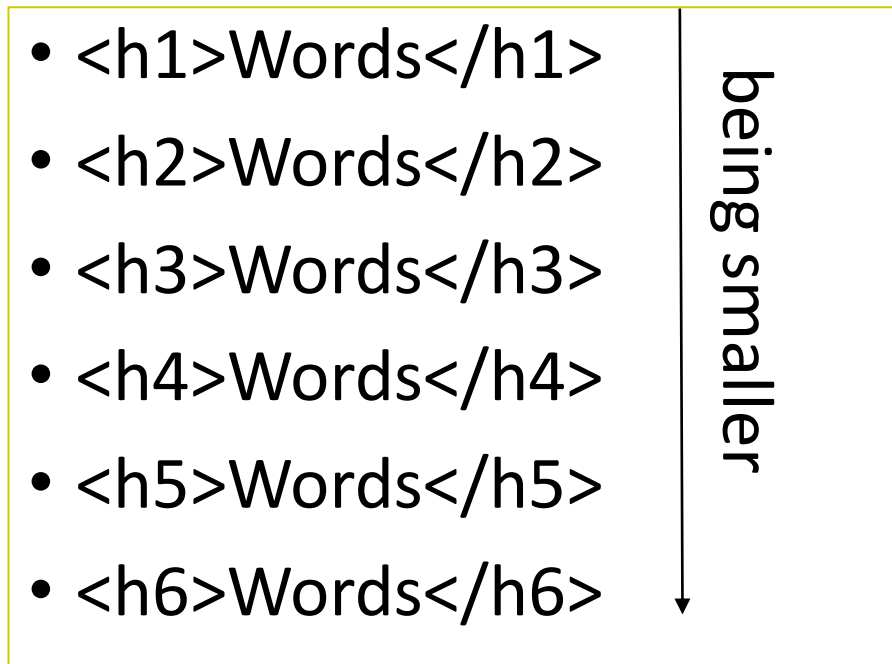 • <h1>Words</h1>
• <h2>Words</h2>
• <h3>Words</h3>
• <h4>Words</h4>
• <h5>Words</h5>
• <h6>Words</h6>
being smaller